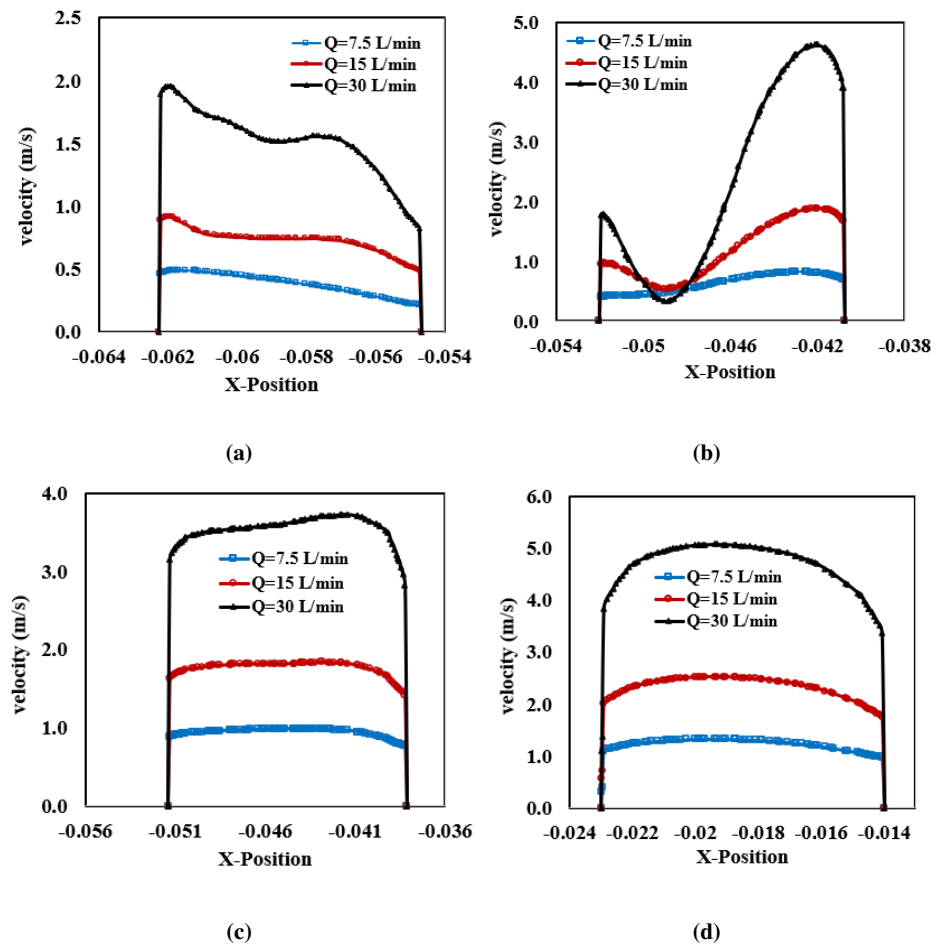 2.5
2.0
1.5
1.0
0.5
0.0
velocity (m/s)
Q=7.5 L/min
Q=15 L/min
Q=30 L/min
-0.064 -0.062 -0.06 -0.058 -0.056 -0.054
X-Position
(a)
5.0
4.0
3.0
2.0
1.0
0.0
velocity (m/s)
Q=7.5 L/min
Q=15 L/min
Q=30 L/min
-0.054 -0.05 -0.046 -0.042 -0.038
X-Position
(b)
4.0
3.0
2.0
1.0
0.0
velocity (m/s)
Q=7.5 L/min
Q=15 L/min
Q=30 L/min
-0.056 -0.051 -0.046 -0.041 -0.036
X-Position
(c)
6.0
5.0
4.0
3.0
2.0
1.0
0.0
velocity (m/s)
Q=7.5 L/min
Q=15 L/min
Q=30 L/min
-0.024 -0.022 -0.02 -0.018 -0.016 -0.014
X-Position
(d)